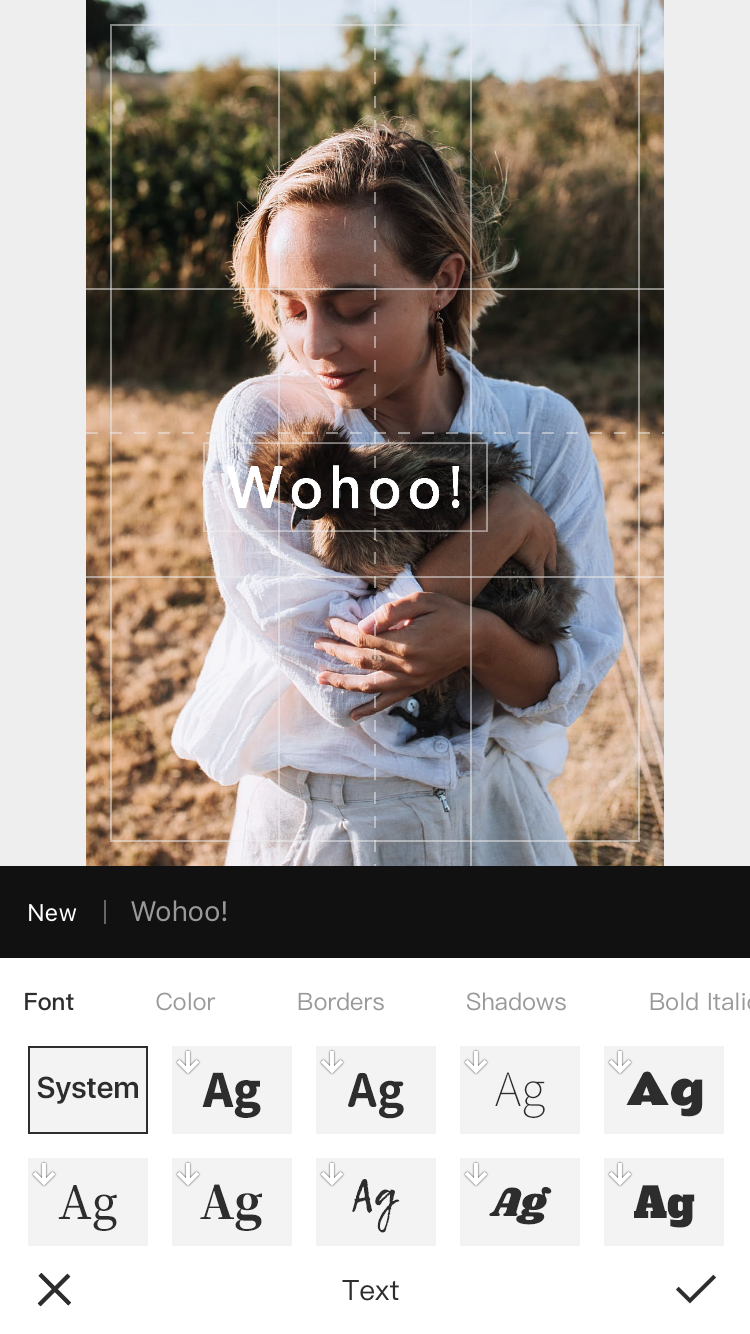 Wohoo!
New | Wohoo!
Font Color Borders Shadows Bold Itali
System Ag Ag Ag Ag
Ag Ag Ag Ag Ag
Text